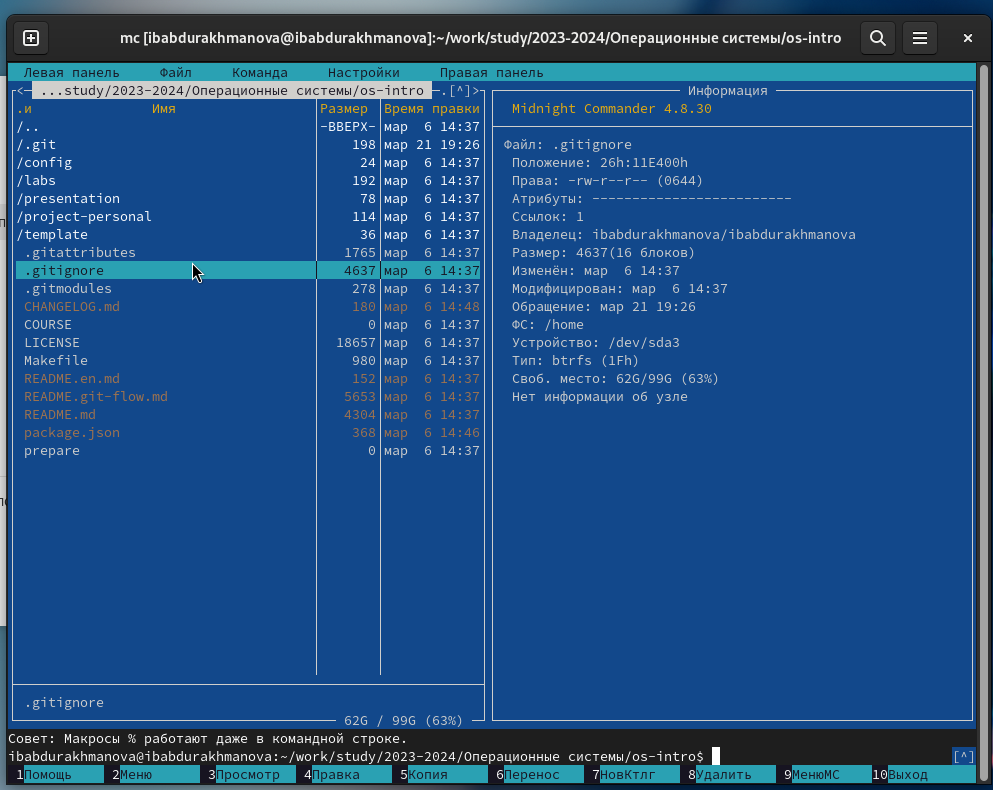 mc [ibabdurakhmanova@ibabdurakhmanova]:~/work/study/2023-2024/Операционные системы/os-intro
Левая панель Файл Команда Настройки Правая панель
<─ ...study/2023-2024/Операционные системы/os-intro ─.[^]>
.и Имя Размер Время правки
/.. -ВВЕРХ- мар 6 14:37
/.git 198 мар 21 19:26
/config 24 мар 6 14:37
/labs 192 мар 6 14:37
/presentation 78 мар 6 14:37
/project-personal 114 мар 6 14:37
/template 36 мар 6 14:37
.gitattributes 1765 мар 6 14:37
.gitignore 4637 мар 6 14:37
.gitmodules 278 мар 6 14:37
CHANGELOG.md 180 мар 6 14:48
COURSE 0 мар 6 14:37
LICENSE 18657 мар 6 14:37
Makefile 980 мар 6 14:37
README.en.md 152 мар 6 14:37
README.git-flow.md 5653 мар 6 14:37
README.md 4304 мар 6 14:37
package.json 368 мар 6 14:46
prepare 0 мар 6 14:37
.gitignore
62G / 99G (63%)
Информация
Midnight Commander 4.8.30
Файл: .gitignore
Положение: 26h:11E400h
Права: -rw-r--r-- (0644)
Атрибуты: -------------------------
Ссылок: 1
Владелец: ibabdurakhmanova/ibabdurakhmanova
Размер: 4637(16 блоков)
Изменён: мар 6 14:37
Модифицирован: мар 6 14:37
Обращение: мар 21 19:26
ФС: /home
Устройство: /dev/sda3
Тип: btrfs (1Fh)
Своб. место: 62G/99G (63%)
Нет информации об узле
Совет: Макросы % работают даже в командной строке.
ibabdurakhmanova@ibabdurakhmanova:~/work/study/2023-2024/Операционные системы/os-intro$ [^]
1Помощь 2Меню 3Просмотр 4Правка 5Копия 6Перенос 7НовКтлг 8Удалить 9МенюMC 10Выход